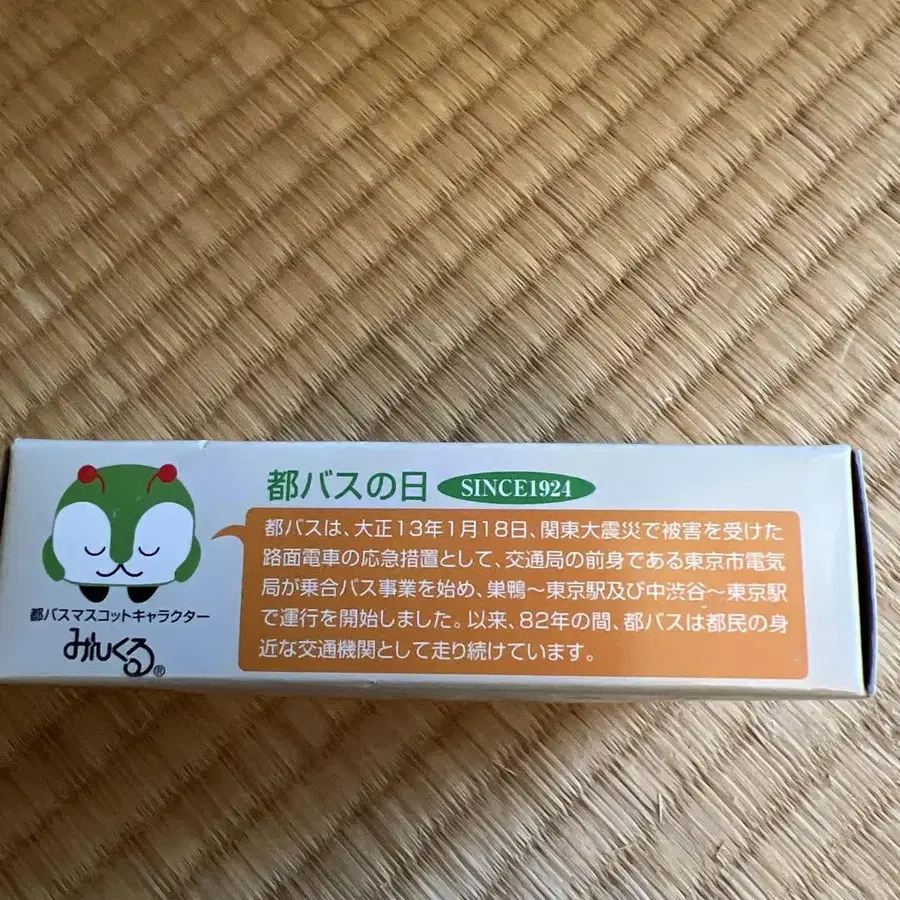 都バスの日 SINCE1924
都バスは、大正13年1月18日、関東大震災で被害を受けた
路面電車の応急措置として、交通局の前身である東京市電気
局が乗合バス事業を始め、巣鴨～東京駅及び中渋谷～東京駅
で運行を開始しました。以来、82年の間、都バスは都民の身
近な交通機関として走り続けています。
都バスマスコットキャラクター
みんくる®